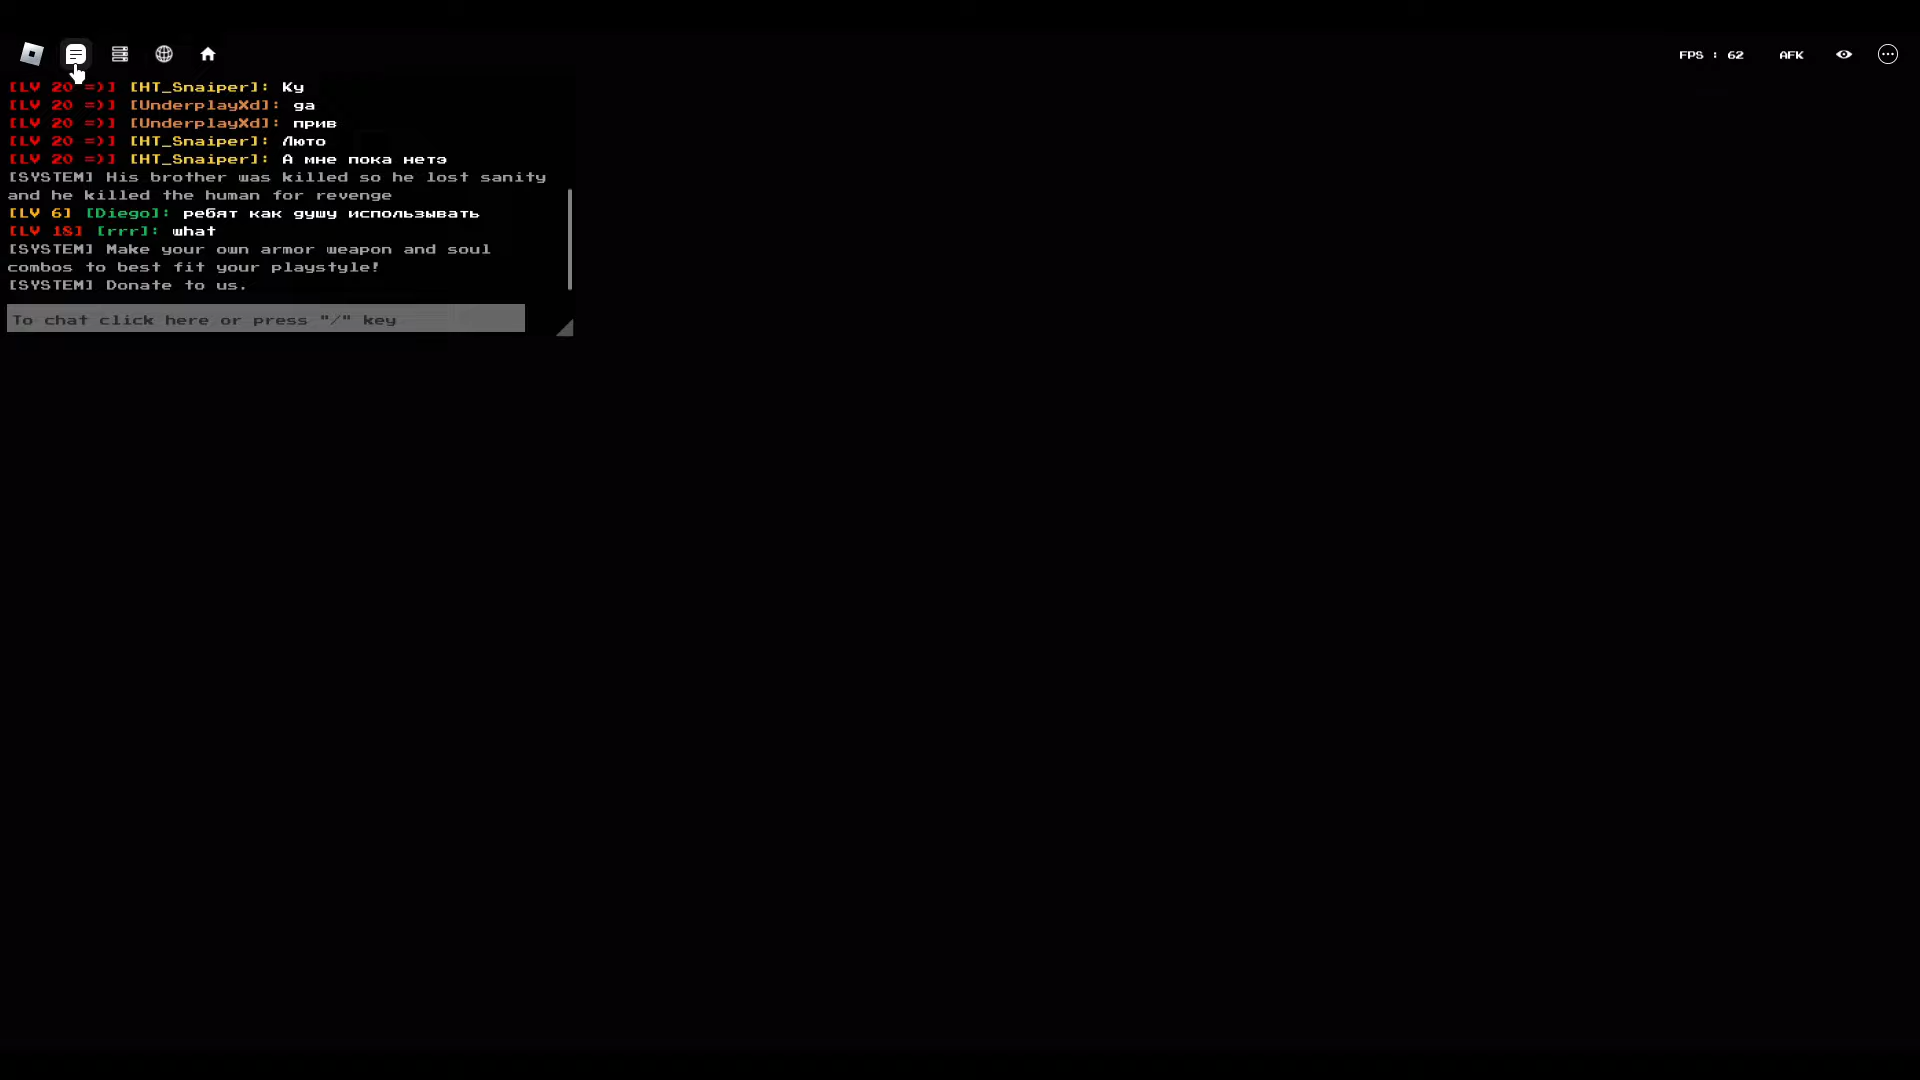 FPS : 62 AFK
[LV 20 =)] [HT_Snaiper]: Ку
[LV 20 =)] [UnderplayXd]: да
[LV 20 =)] [UnderplayXd]: прив
[LV 20 =)] [HT_Snaiper]: Люто
[LV 20 =)] [HT_Snaiper]: А мне пока нетэ
[SYSTEM] His brother was killed so he lost sanity
and he killed the human for revenge
[LV 6] [Diego]: ребят как душу использывать
[LV 18] [rrr]: what
[SYSTEM] Make your own armor weapon and soul
combos to best fit your playstyle!
[SYSTEM] Donate to us.
To chat click here or press "/" key